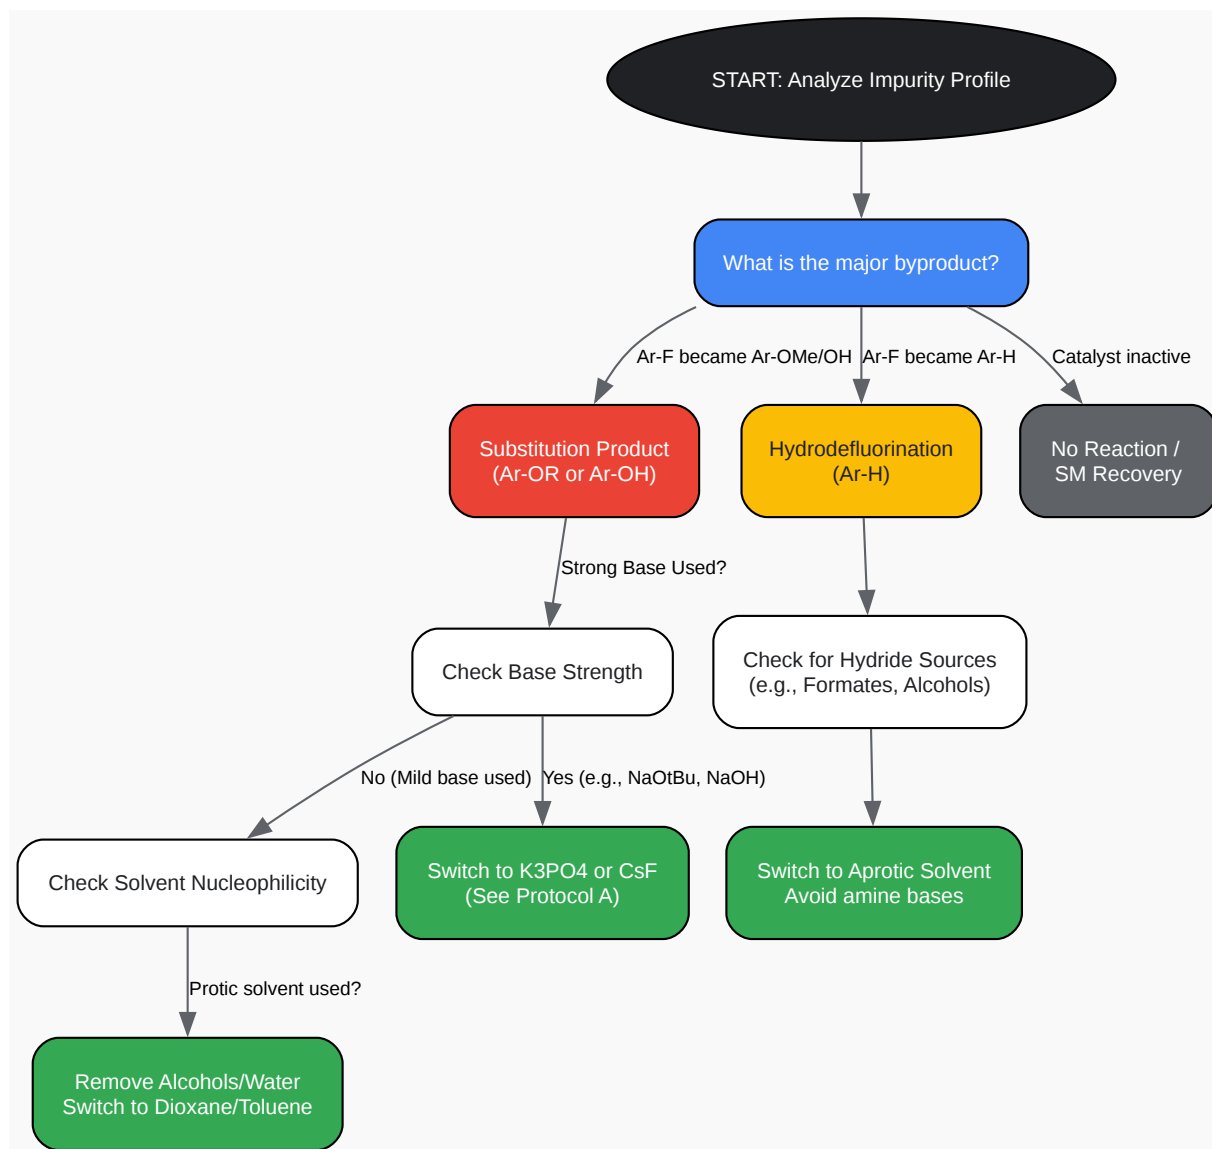 START: Analyze Impurity Profile
What is the major byproduct?
Ar-F became Ar-OMe/OH
Ar-F became Ar-H
Catalyst inactive
Substitution Product
(Ar-OR or Ar-OH)
Hydrodefluorination
(Ar-H)
No Reaction /
SM Recovery
Strong Base Used?
Check Base Strength
Check for Hydride Sources
(e.g., Formates, Alcohols)
No (Mild base used)
Yes (e.g., NaOtBu, NaOH)
Check Solvent Nucleophilicity
Switch to K3PO4 or CsF
(See Protocol A)
Switch to Aprotic Solvent
Avoid amine bases
Protic solvent used?
Remove Alcohols/Water
Switch to Dioxane/Toluene